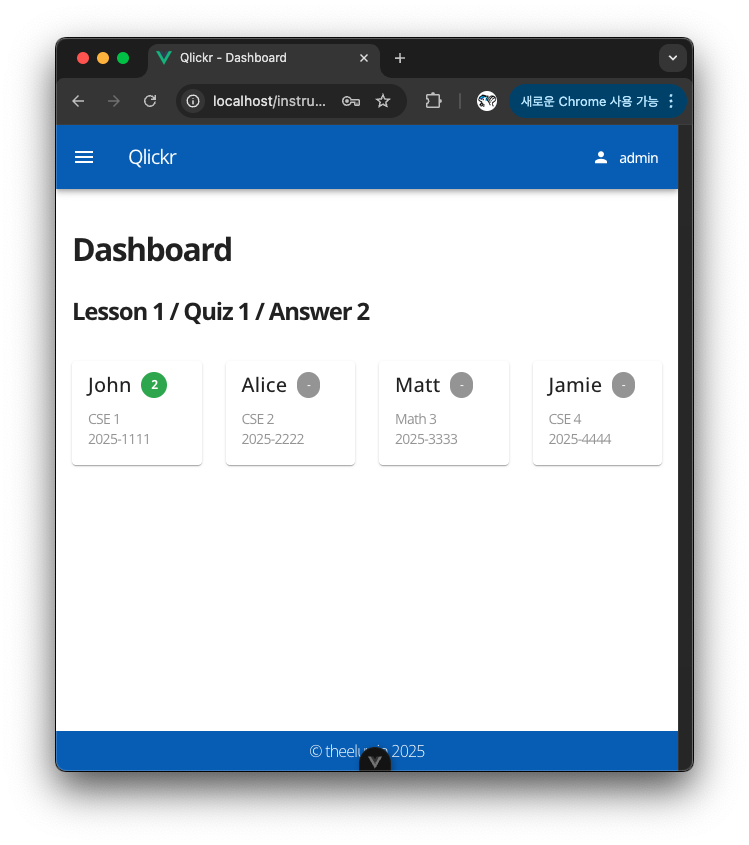 Qlickr - Dashboard
localhost/instru...
새로운 Chrome 사용 가능
Qlickr
admin
Dashboard
Lesson 1 / Quiz 1 / Answer 2
John 2
CSE 1
2025-1111
Alice -
CSE 2
2025-2222
Matt -
Math 3
2025-3333
Jamie -
CSE 4
2025-4444
© 2025